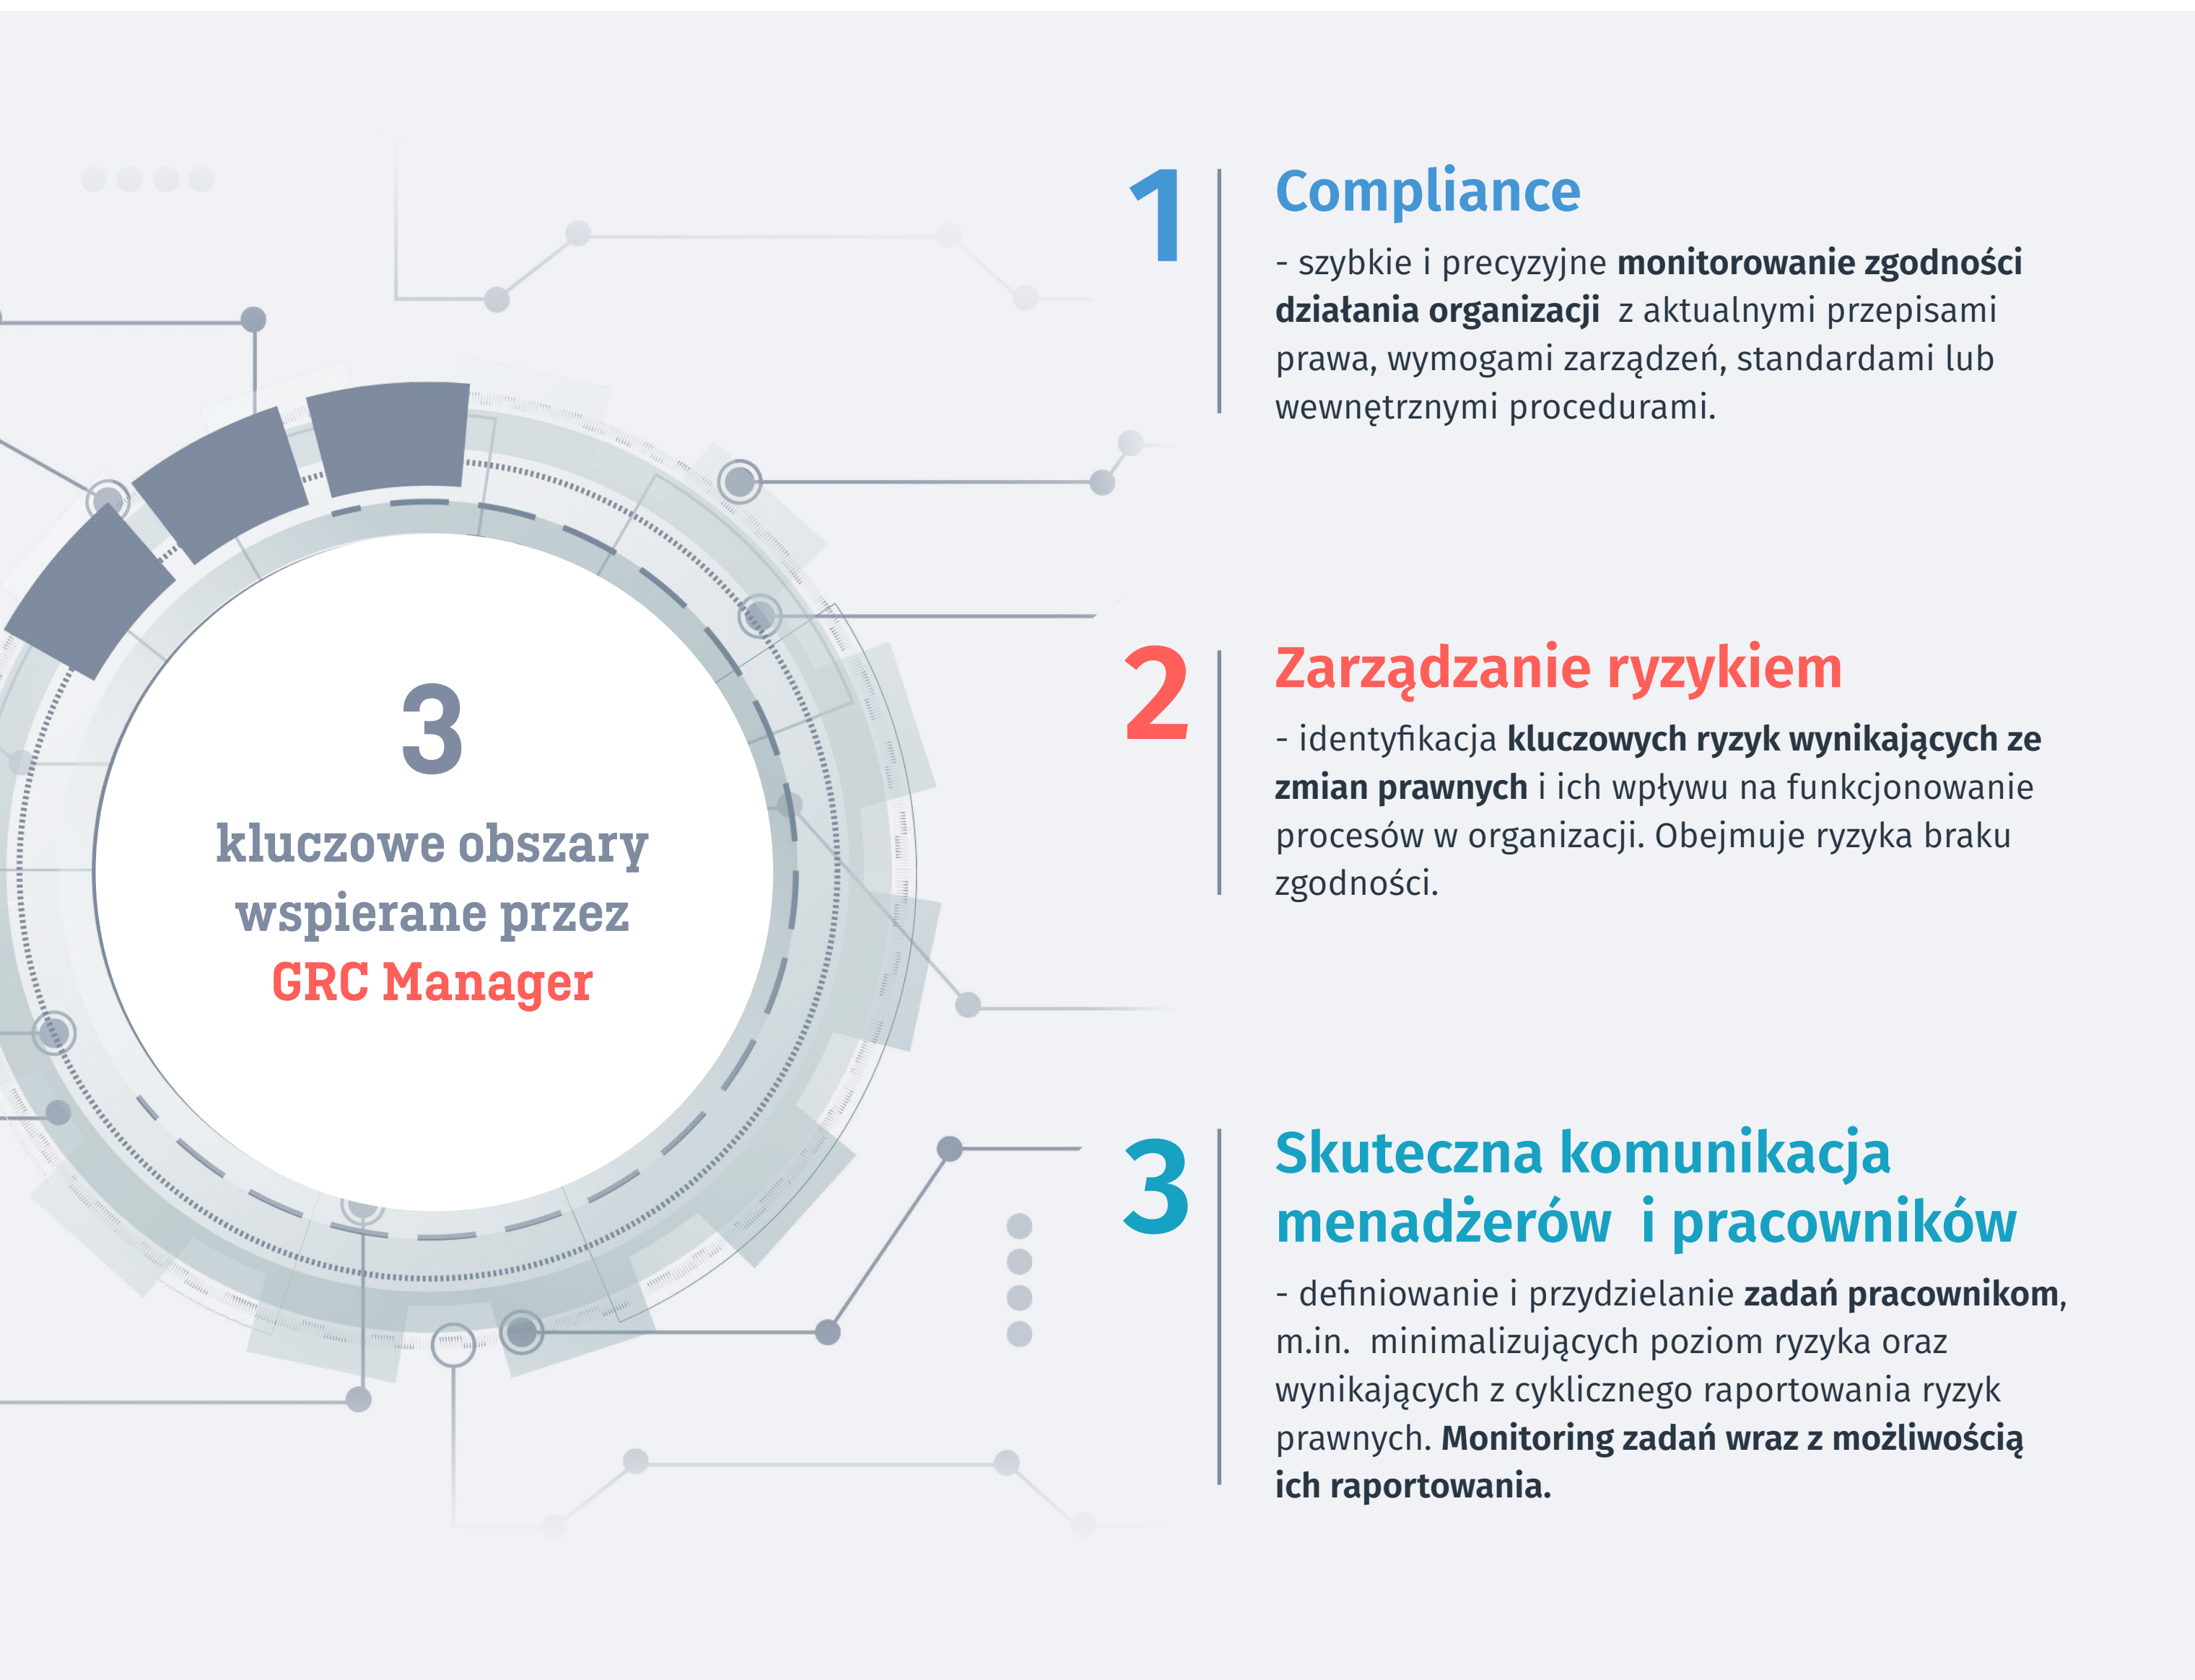 3
kluczowe obszary
wspierane przez
GRC Manager
1
Compliance
- szybkie i precyzyjne monitorowanie zgodności
działania organizacji  z aktualnymi przepisami
prawa, wymogami zarządzeń, standardami lub
wewnętrznymi procedurami.
2
Zarządzanie ryzykiem
- identyfikacja kluczowych ryzyk wynikających ze
zmian prawnych i ich wpływu na funkcjonowanie
procesów w organizacji. Obejmuje ryzyka braku
zgodności.
3
Skuteczna komunikacja
menadżerów  i pracowników
- definiowanie i przydzielanie zadań pracownikom,
m.in.  minimalizujących poziom ryzyka oraz
wynikających z cyklicznego raportowania ryzyk
prawnych. Monitoring zadań wraz z możliwością
ich raportowania.